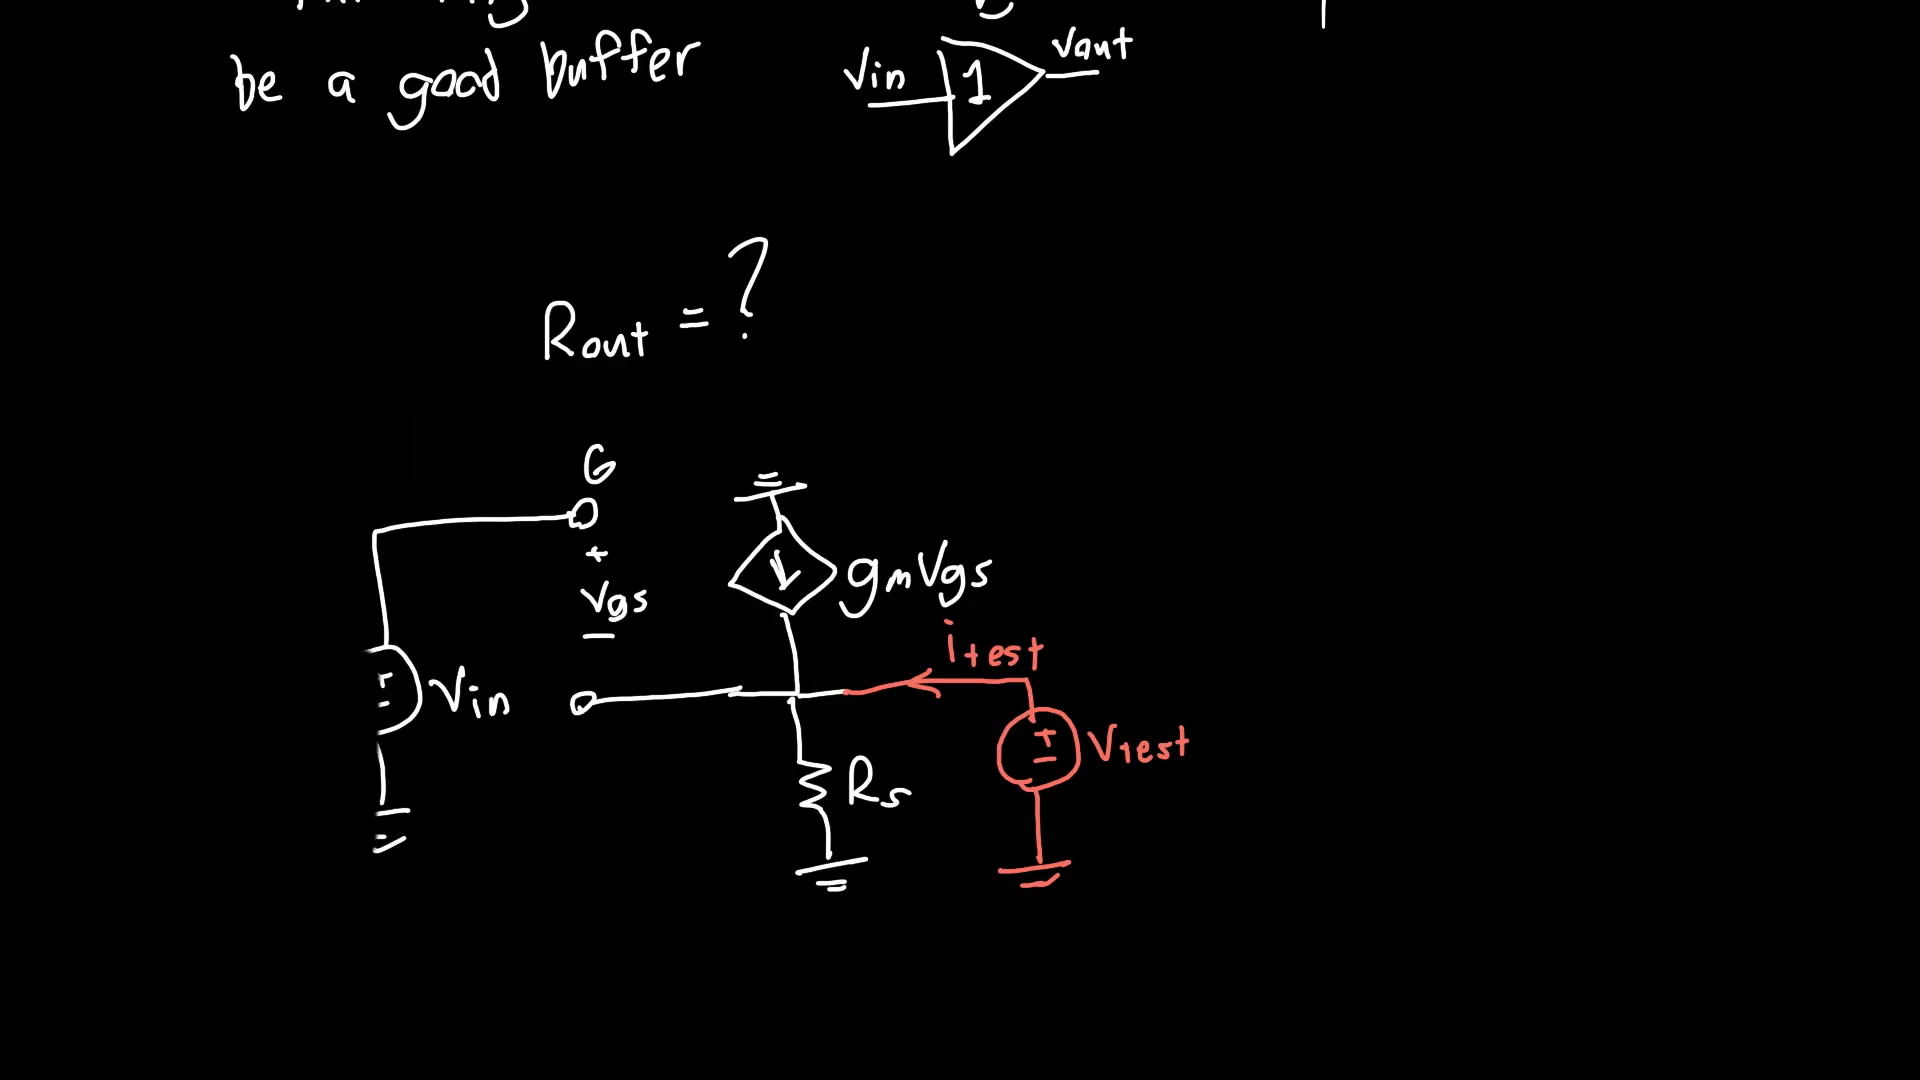 be a good buffer
Vin 1 Vout
Rout = ?
G
+
Vgs
−
gmVgs
itest
Vin
+
−
Vtest
Rs